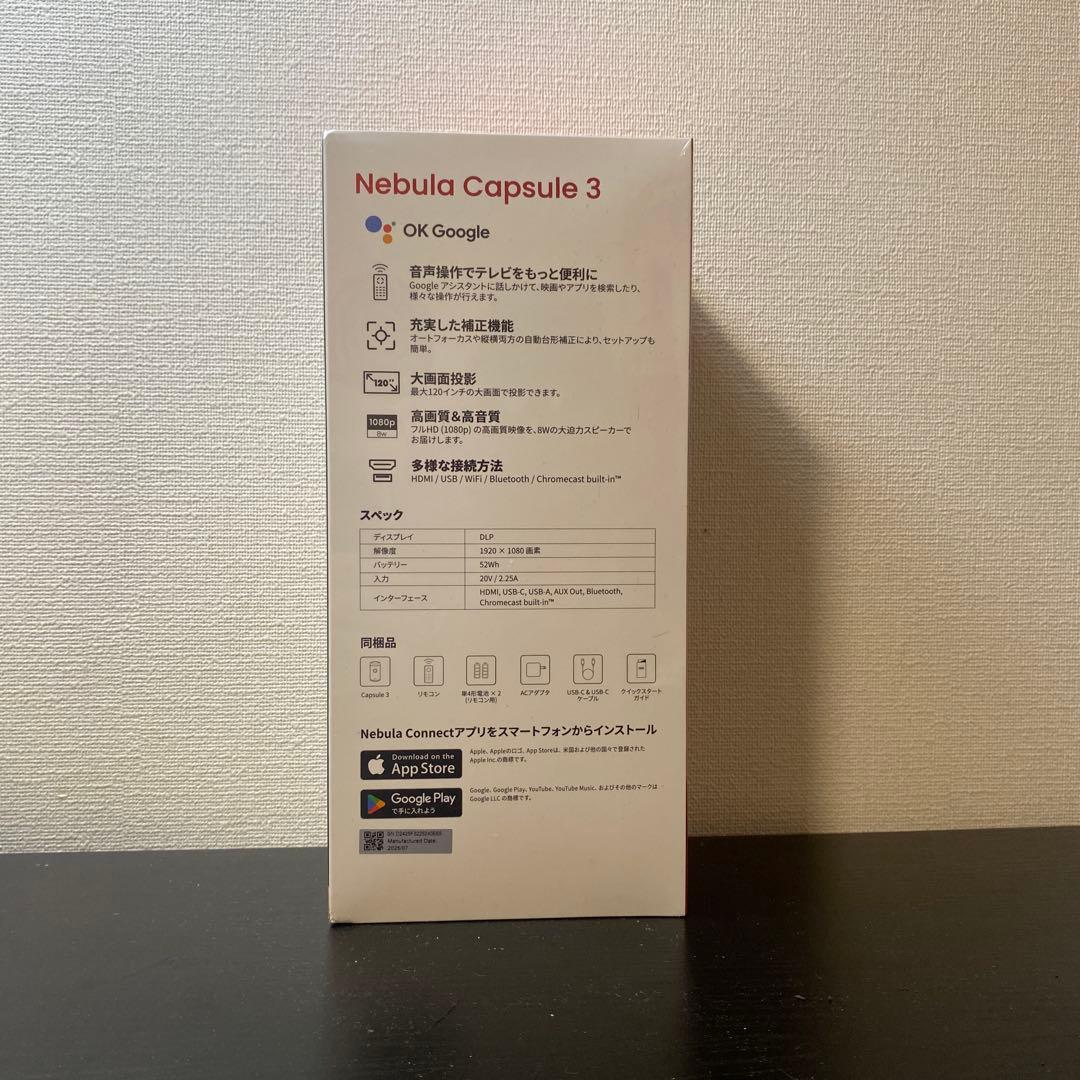 Nebula Capsule 3
OK Google
音声操作でテレビをもっと便利に
Google アシスタントに話しかけて、映画やアプリを検索したり、
様々な操作が行えます。
充実した補正機能
オートフォーカスや縦横両方の自動台形補正により、セットアップも
簡単。
120"
大画面投影
最大120インチの大画面で投影できます。
1080p
8w
高画質&高音質
フルHD (1080p) の高画質映像を、8Wの大迫力スピーカーで
お届けします。
多様な接続方法
HDMI / USB / WiFi / Bluetooth / Chromecast built-in™
スペック
ディスプレイ DLP
解像度 1920 × 1080 画素
バッテリー 52Wh
入力 20V / 2.25A
インターフェース HDMI, USB-C, USB-A, AUX Out, Bluetooth,
Chromecast built-in™
同梱品
Capsule 3
リモコン
単4形電池 × 2
(リモコン用)
ACアダプタ
USB-C & USB-C
ケーブル
クイックスタート
ガイド
Nebula Connectアプリをスマートフォンからインストール
Download on the
App Store
Apple、Appleのロゴ、App Storeは、米国および他の国々で登録された
Apple Inc.の商標です。
Google Play
で手に入れよう
Google、Google Play、YouTube、YouTube Music、およびその他のマークは
Google LLC の商標です。
Manufactured Date: